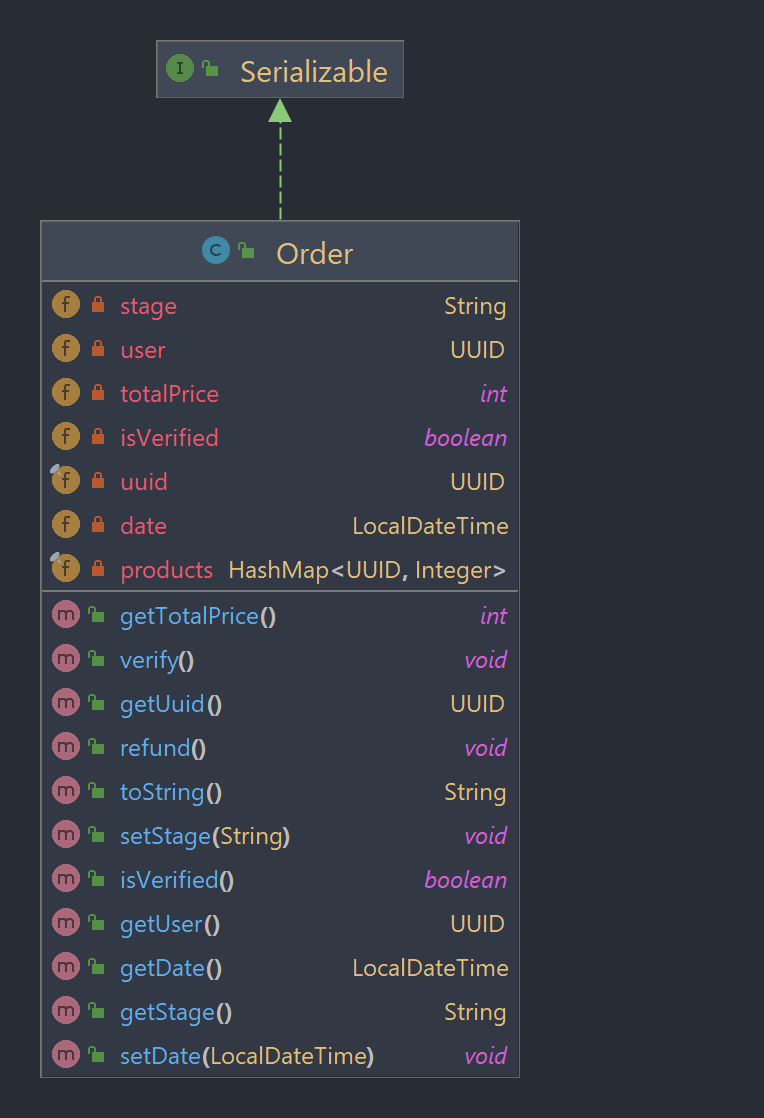 I Serializable
C Order
f stage String
f user UUID
f totalPrice int
f isVerified boolean
f uuid UUID
f date LocalDateTime
f products HashMap<UUID, Integer>
m getTotalPrice() int
m verify() void
m getUuid() UUID
m refund() void
m toString() String
m setStage(String) void
m isVerified() boolean
m getUser() UUID
m getDate() LocalDateTime
m getStage() String
m setDate(LocalDateTime) void